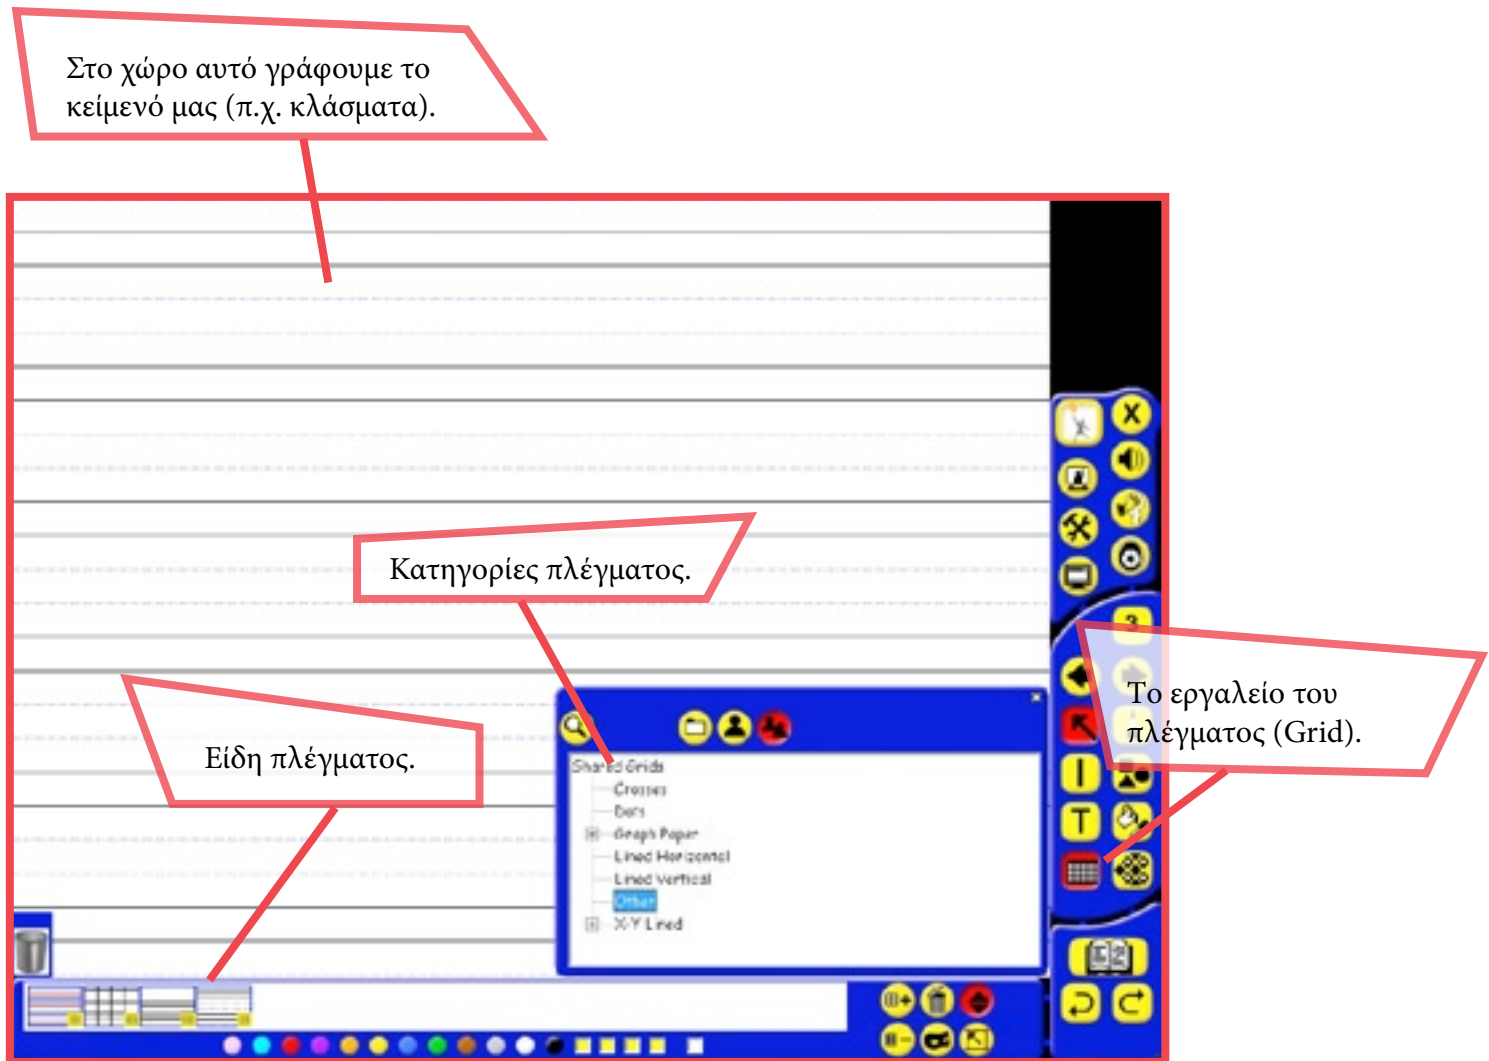 Στο χώρο αυτό γράφουμε το
κείμενό μας (π.χ. κλάσματα).
X
Κατηγορίες πλέγματος.
3
Το εργαλείο του
πλέγματος (Grid).
Είδη πλέγματος.
Shared Grids
Crosses
Dots
Graph Paper
Lined Horizontal
Lined Vertical
Other
X-Y Lined
T